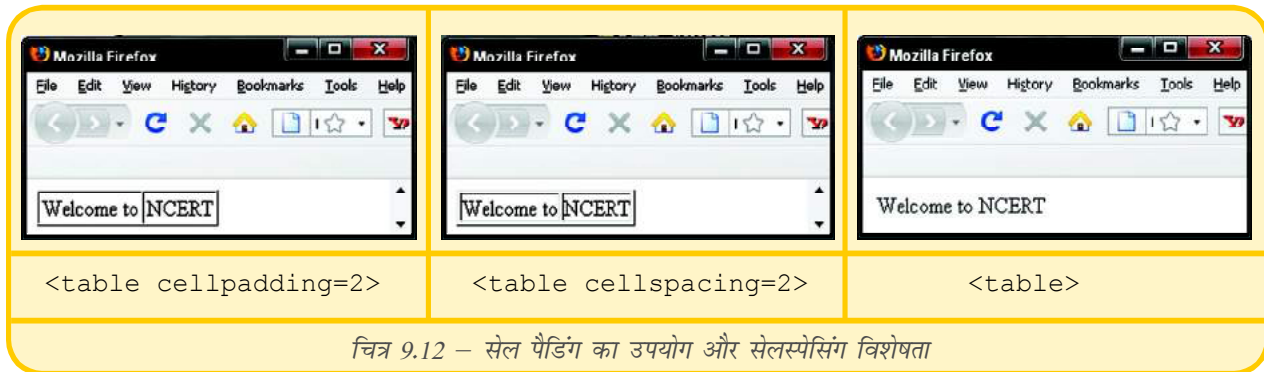 Mozilla Firefox
File Edit View History Bookmarks Tools Help
Welcome to NCERT
<table cellpadding=2>
Mozilla Firefox
File Edit View History Bookmarks Tools Help
Welcome to NCERT
<table cellspacing=2>
Mozilla Firefox
File Edit View History Bookmarks Tools Help
Welcome to NCERT
<table>
चित्र 9.12 – सेल पैडिंग का उपयोग और सेलस्पेसिंग विशेषता